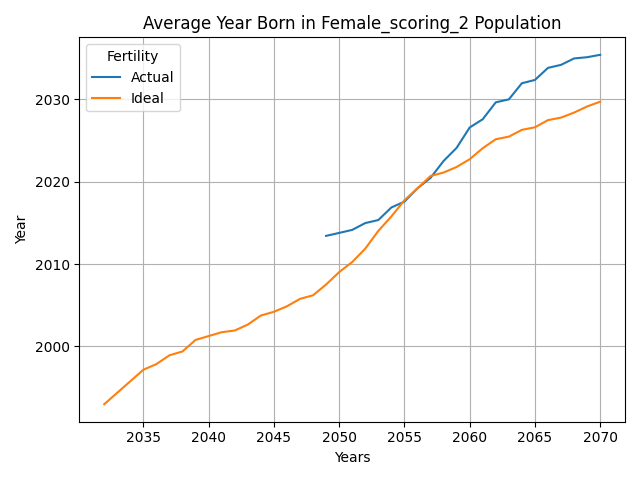 Average Year Born in Female_scoring_2 Population
Fertility
Actual
Ideal
Year
2030
2020
2010
2000
2035 2040 2045 2050 2055 2060 2065 2070
Years